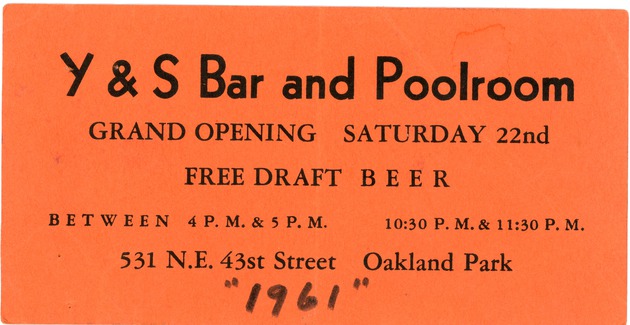 Y & S Bar and Poolroom
GRAND OPENING SATURDAY 22nd
FREE DRAFT BEER
BETWEEN 4 P. M. & 5 P. M. 10:30 P. M. & 11:30 P. M.
531 N.E. 43st Street Oakland Park
"1961"